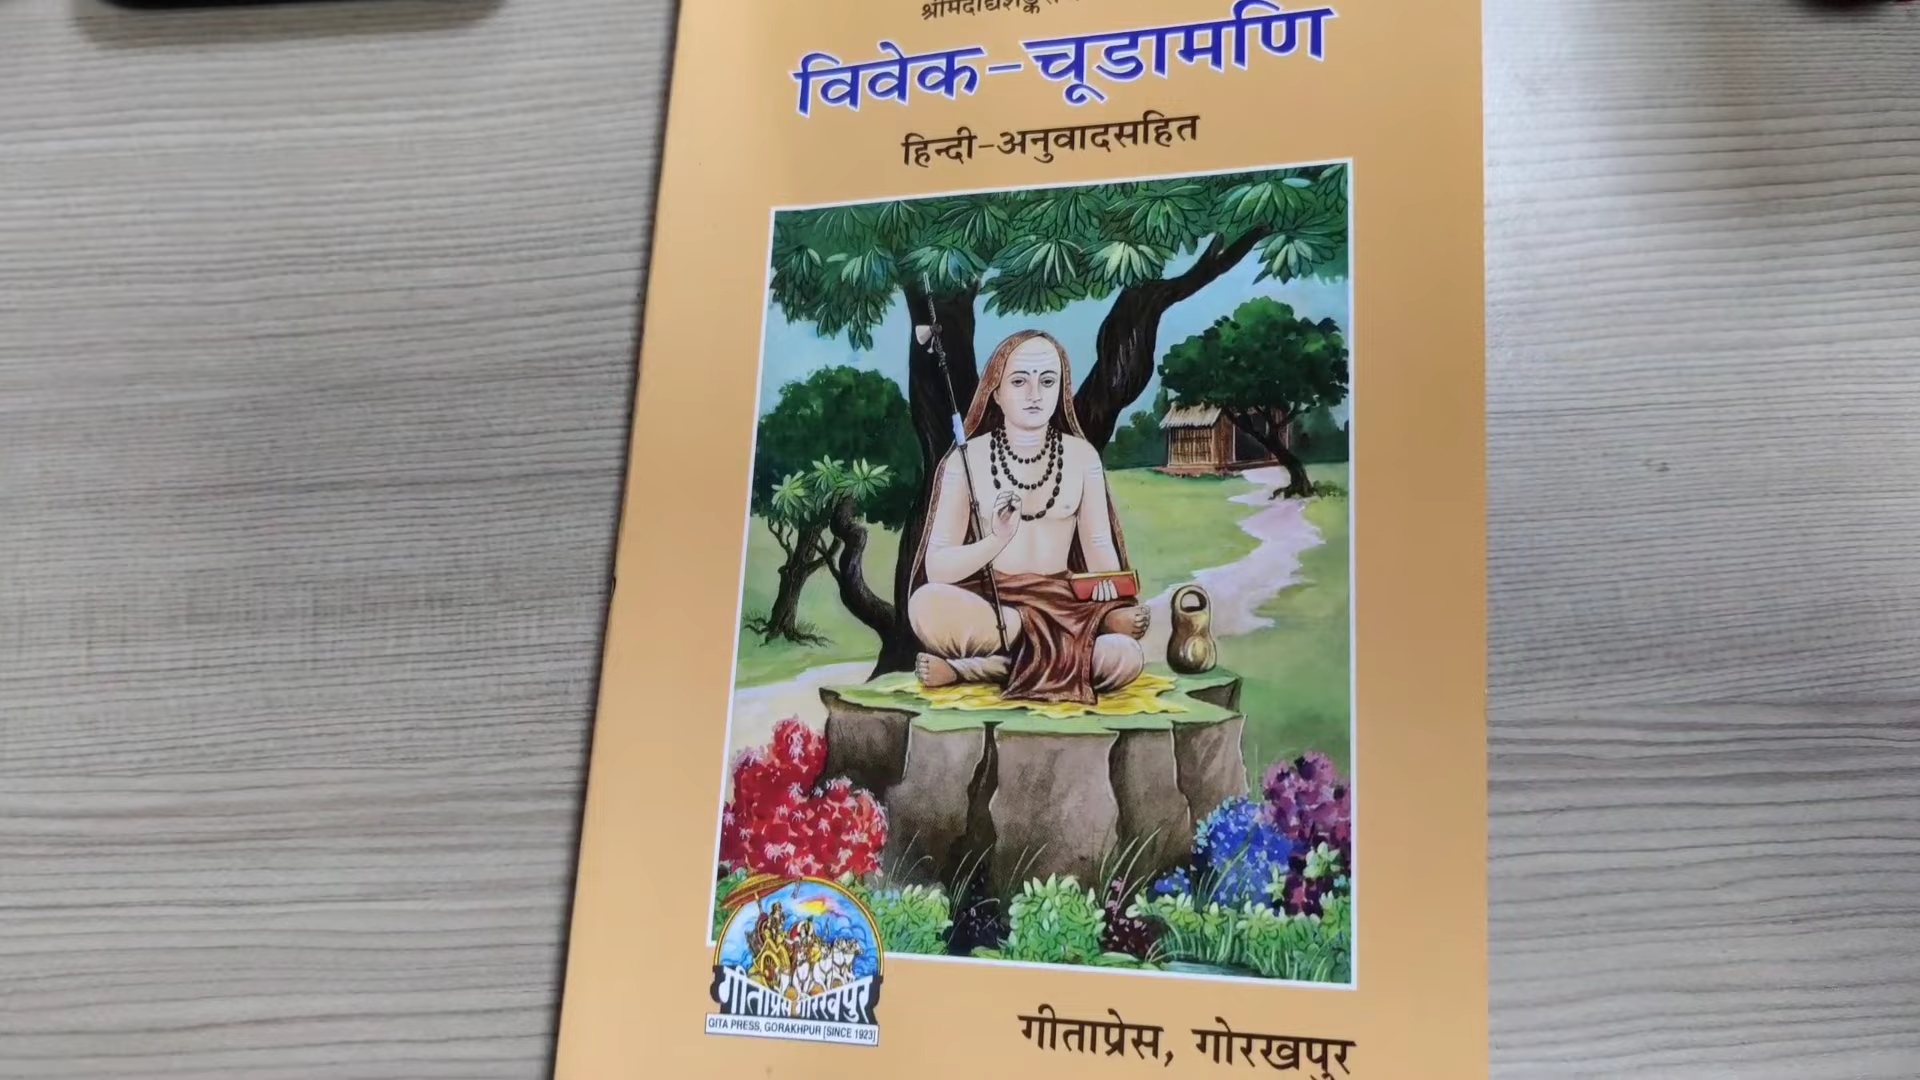 विवेक-चूडामणि
हिन्दी-अनुवादसहित
गीताप्रेस गोरखपुर
GITA PRESS, GORAKHPUR [SINCE 1923]
गीताप्रेस, गोरखपुर